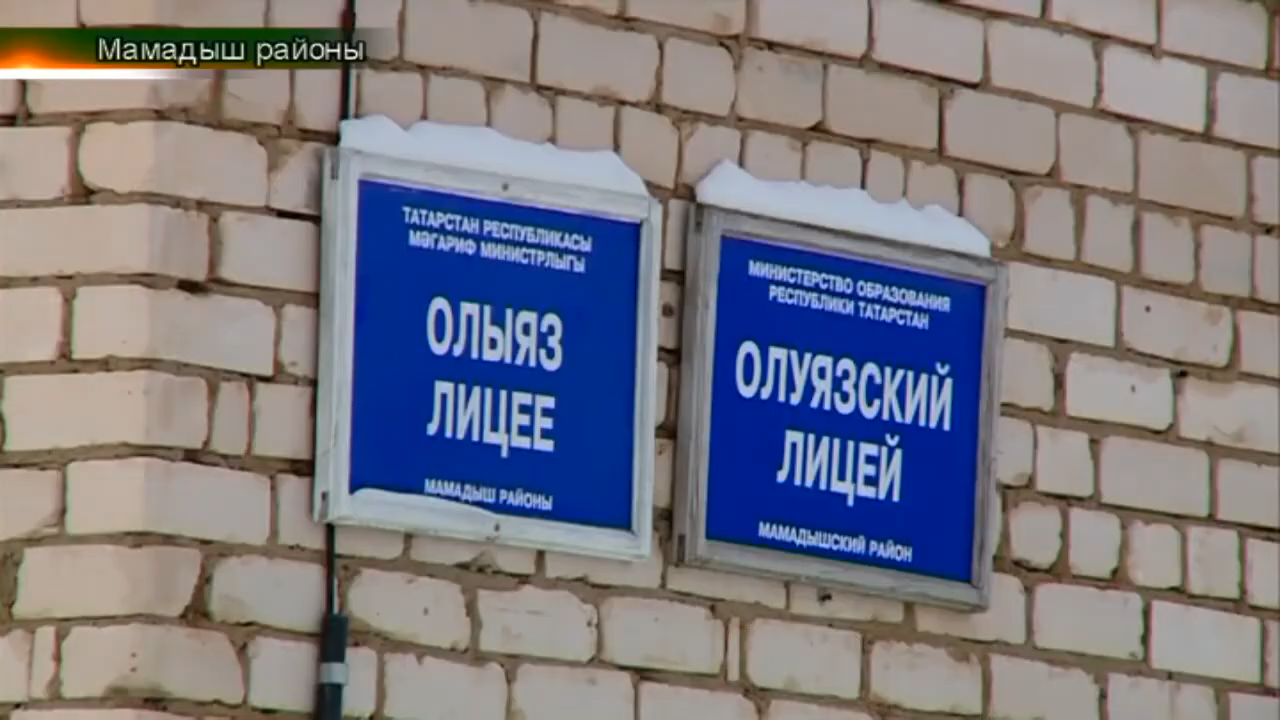 Мамадыш районы
ТАТАРСТАН РЕСПУБЛИКАСЫ
МӘГАРИФ МИНИСТРЛЫГЫ
ОЛЫЯЗ
ЛИЦЕЕ
МАМАДЫШ РАЙОНЫ
МИНИСТЕРСТВО ОБРАЗОВАНИЯ
РЕСПУБЛИКИ ТАТАРСТАН
ОЛУЯЗСКИЙ
ЛИЦЕЙ
МАМАДЫШСКИЙ РАЙОН